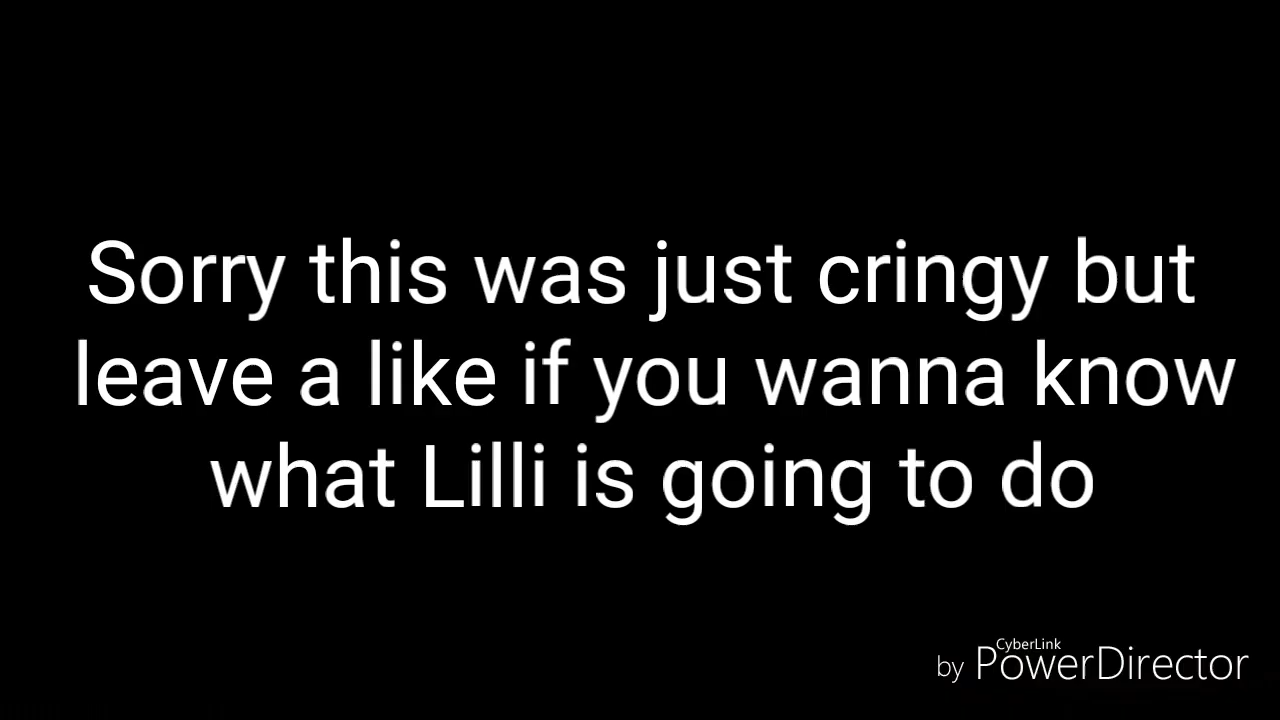 Sorry this was just cringy but
leave a like if you wanna know
what Lilli is going to do
CyberLink
by PowerDirector